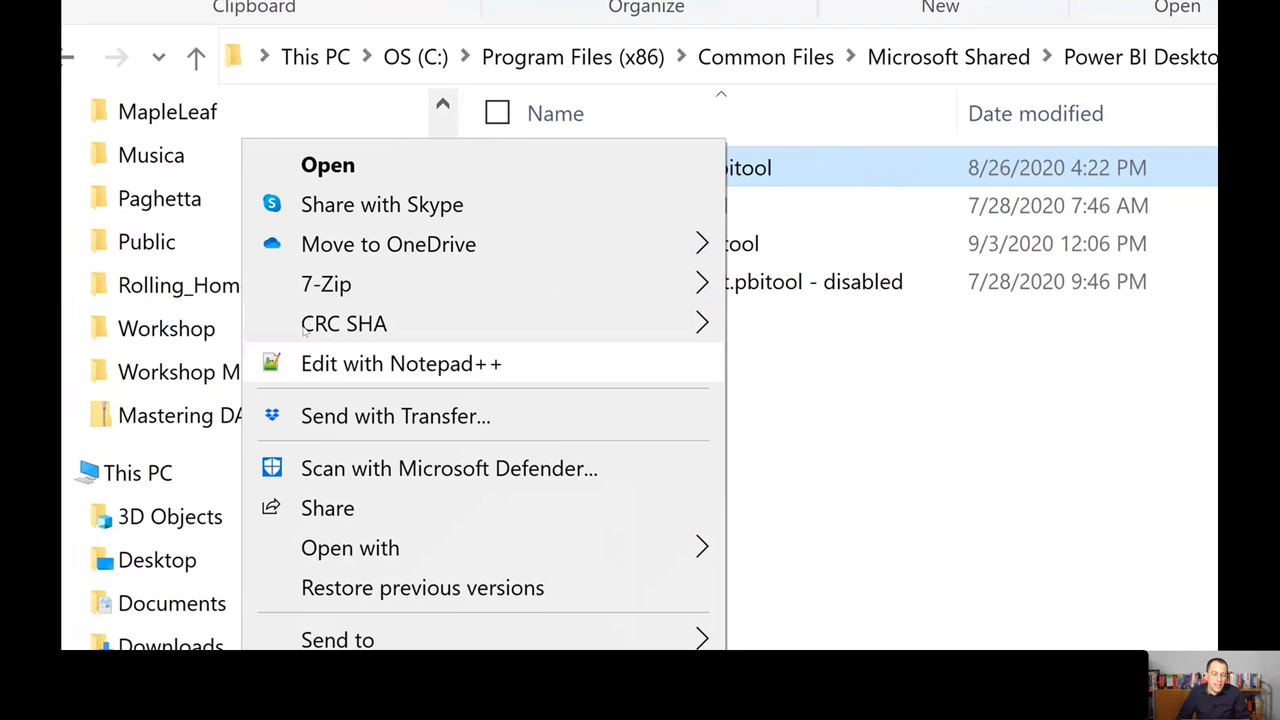 Clipboard Organize New Open
This PC OS (C:) Program Files (x86) Common Files Microsoft Shared Power BI Deskto
Name Date modified
MapleLeaf
Musica
Paghetta
Public
Rolling_Hom
Workshop
Workshop M
Mastering DA
This PC
3D Objects
Desktop
Documents
Downloads
Open
Share with Skype
Move to OneDrive
7-Zip
CRC SHA
Edit with Notepad++
Send with Transfer...
Scan with Microsoft Defender...
Share
Open with
Restore previous versions
Send to
itool 8/26/2020 4:22 PM
7/28/2020 7:46 AM
tool 9/3/2020 12:06 PM
t.pbitool - disabled 7/28/2020 9:46 PM